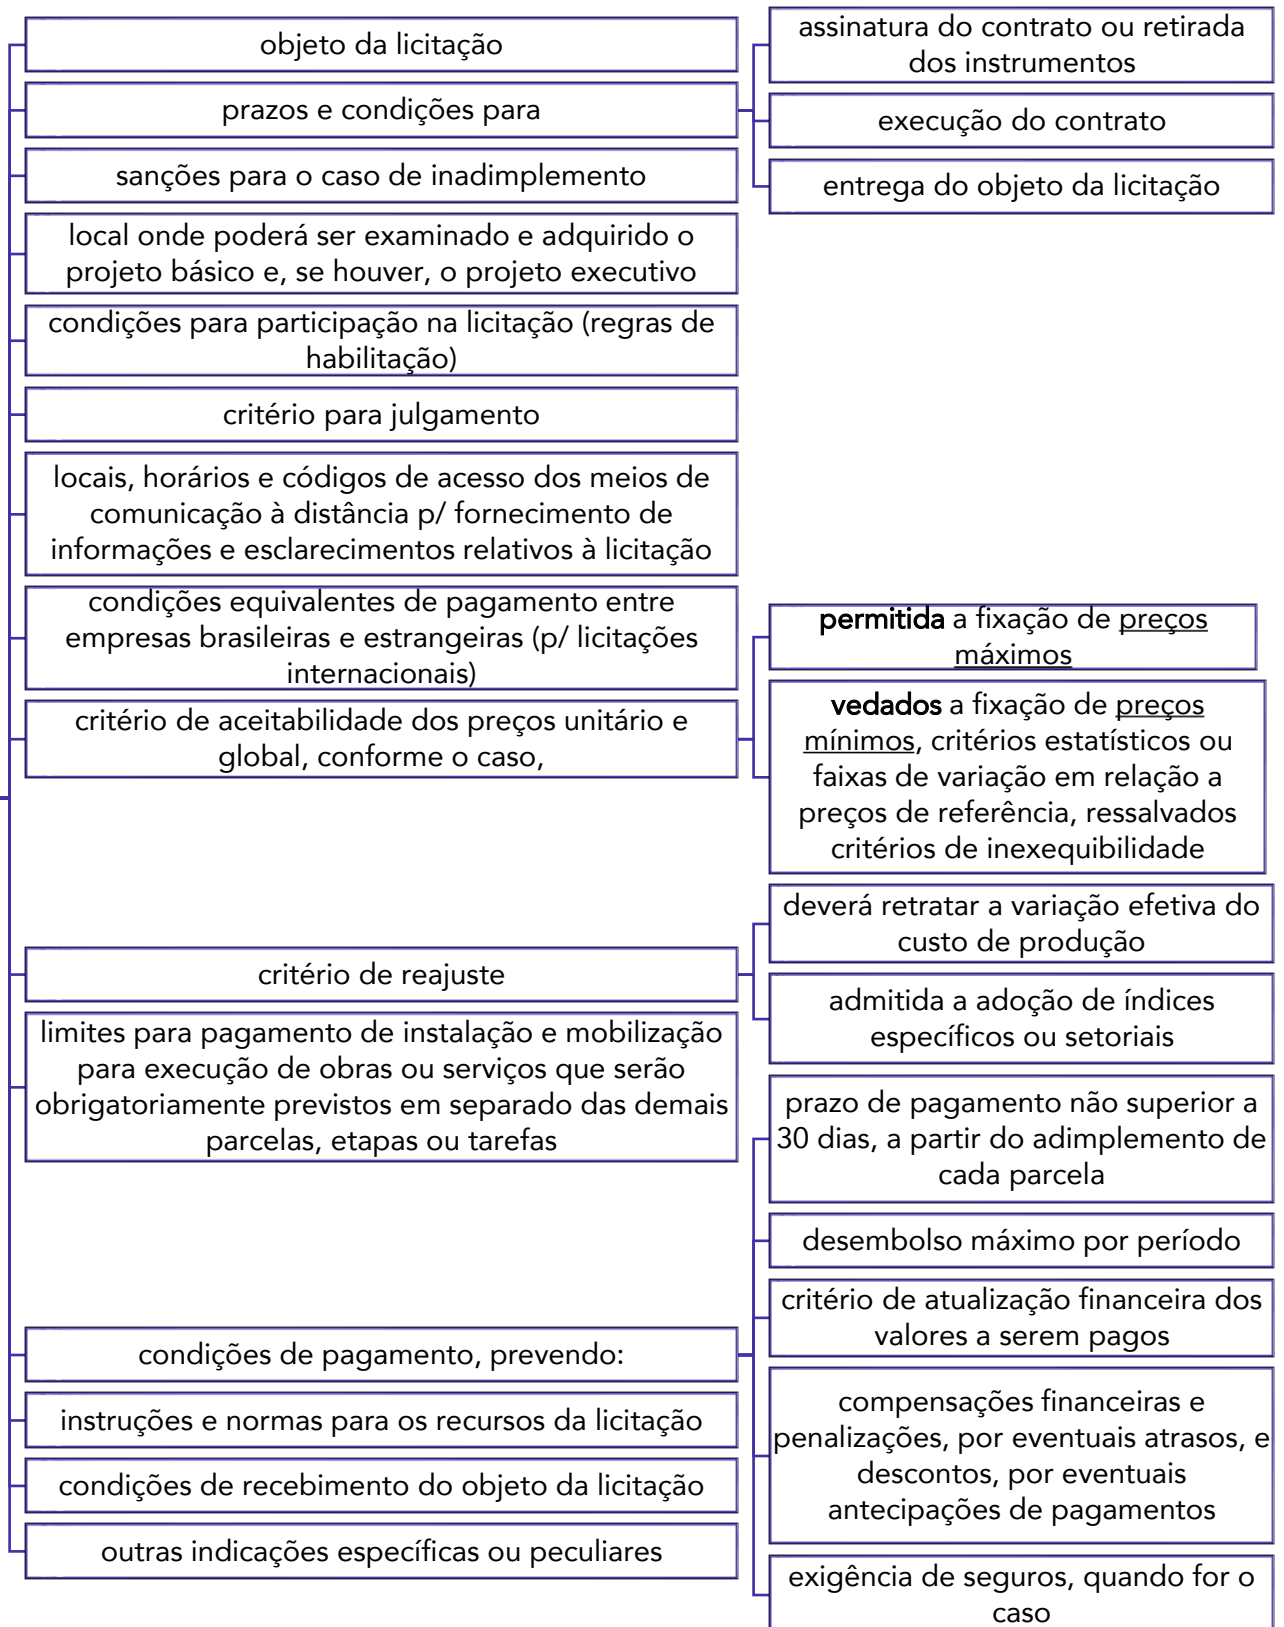 objeto da licitação
prazos e condições para
assinatura do contrato ou retirada
dos instrumentos
execução do contrato
entrega do objeto da licitação
sanções para o caso de inadimplemento
local onde poderá ser examinado e adquirido o
projeto básico e, se houver, o projeto executivo
condições para participação na licitação (regras de
habilitação)
critério para julgamento
locais, horários e códigos de acesso dos meios de
comunicação à distância p/ fornecimento de
informações e esclarecimentos relativos à licitação
condições equivalentes de pagamento entre
empresas brasileiras e estrangeiras (p/ licitações
internacionais)
critério de aceitabilidade dos preços unitário e
global, conforme o caso,
permitida a fixação de preços
máximos
vedados a fixação de preços
mínimos, critérios estatísticos ou
faixas de variação em relação a
preços de referência, ressalvados
critérios de inexequibilidade
critério de reajuste
deverá retratar a variação efetiva do
custo de produção
admitida a adoção de índices
específicos ou setoriais
limites para pagamento de instalação e mobilização
para execução de obras ou serviços que serão
obrigatoriamente previstos em separado das demais
parcelas, etapas ou tarefas
condições de pagamento, prevendo:
prazo de pagamento não superior a
30 dias, a partir do adimplemento de
cada parcela
desembolso máximo por período
critério de atualização financeira dos
valores a serem pagos
compensações financeiras e
penalizações, por eventuais atrasos, e
descontos, por eventuais
antecipações de pagamentos
exigência de seguros, quando for o
caso
instruções e normas para os recursos da licitação
condições de recebimento do objeto da licitação
outras indicações específicas ou peculiares